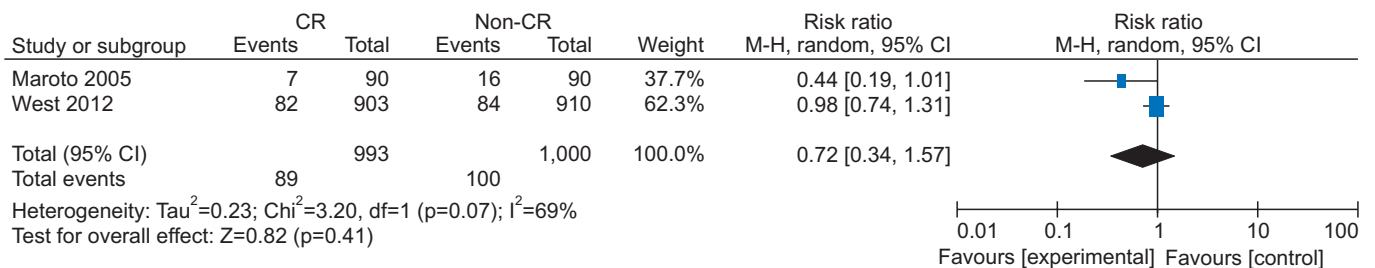 CR Non-CR Risk ratio Risk ratio
Study or subgroup Events Total Events Total Weight M-H, random, 95% CI M-H, random, 95% CI
Maroto 2005 7 90 16 90 37.7% 0.44 [0.19, 1.01]
West 2012 82 903 84 910 62.3% 0.98 [0.74, 1.31]
Total (95% CI) 993 1,000 100.0% 0.72 [0.34, 1.57]
Total events 89 100
Heterogeneity: Tau²=0.23; Chi²=3.20, df=1 (p=0.07); I²=69%
Test for overall effect: Z=0.82 (p=0.41)
0.01 0.1 1 10 100
Favours [experimental] Favours [control]